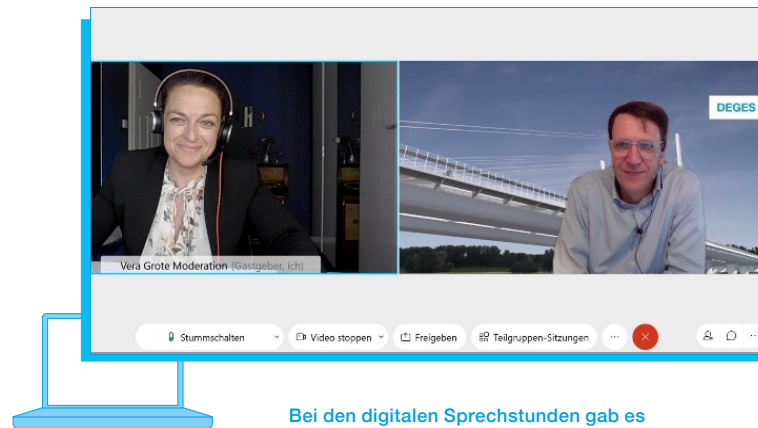 DEGES
Vera Grote Moderation (Gastgeber, ich)
Stummschalten
Video stoppen
Freigeben
Teilgruppen-Sitzungen
Bei den digitalen Sprechstunden gab es